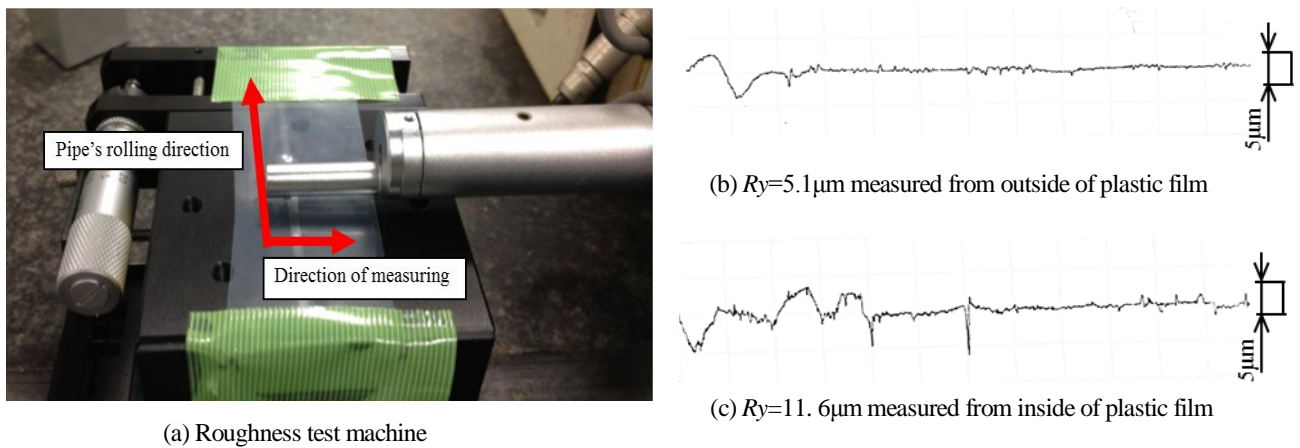 Pipe's rolling direction
Direction of measuring
(a) Roughness test machine
5μm
(b) Ry=5.1μm measured from outside of plastic film
5μm
(c) Ry=11. 6μm measured from inside of plastic film